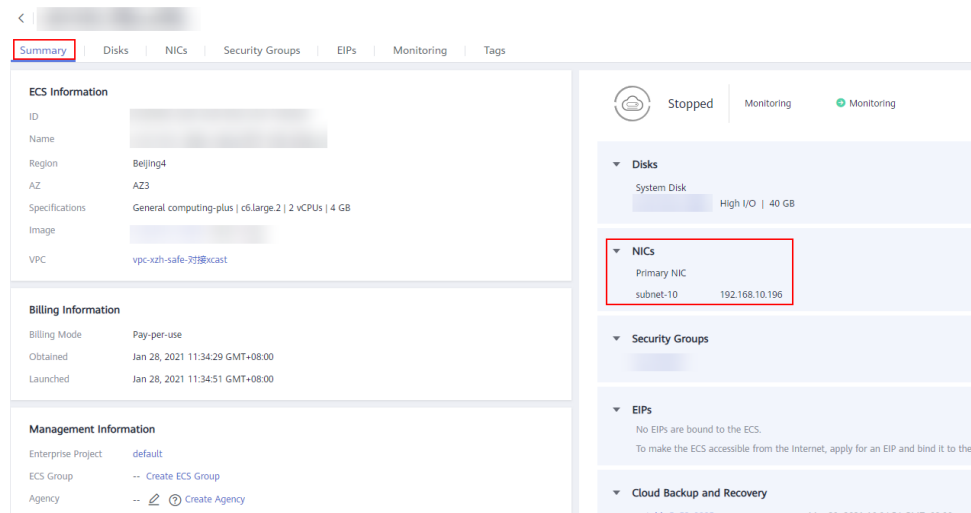 Summary Disks NICs Security Groups EIPs Monitoring Tags
ECS Information
ID
Name
Region Beijing4
AZ AZ3
Specifications General computing-plus | c6.large.2 | 2 vCPUs | 4 GB
Image
VPC vpc-xzh-safe-对接xcast
Billing Information
Billing Mode Pay-per-use
Obtained Jan 28, 2021 11:34:29 GMT+08:00
Launched Jan 28, 2021 11:34:51 GMT+08:00
Management Information
Enterprise Project default
ECS Group -- Create ECS Group
Agency -- Create Agency
Stopped Monitoring Monitoring
Disks
System Disk
High I/O | 40 GB
NICs
Primary NIC
subnet-10 192.168.10.196
Security Groups
EIPs
No EIPs are bound to the ECS.
To make the ECS accessible from the Internet, apply for an EIP and bind it to the
Cloud Backup and Recovery